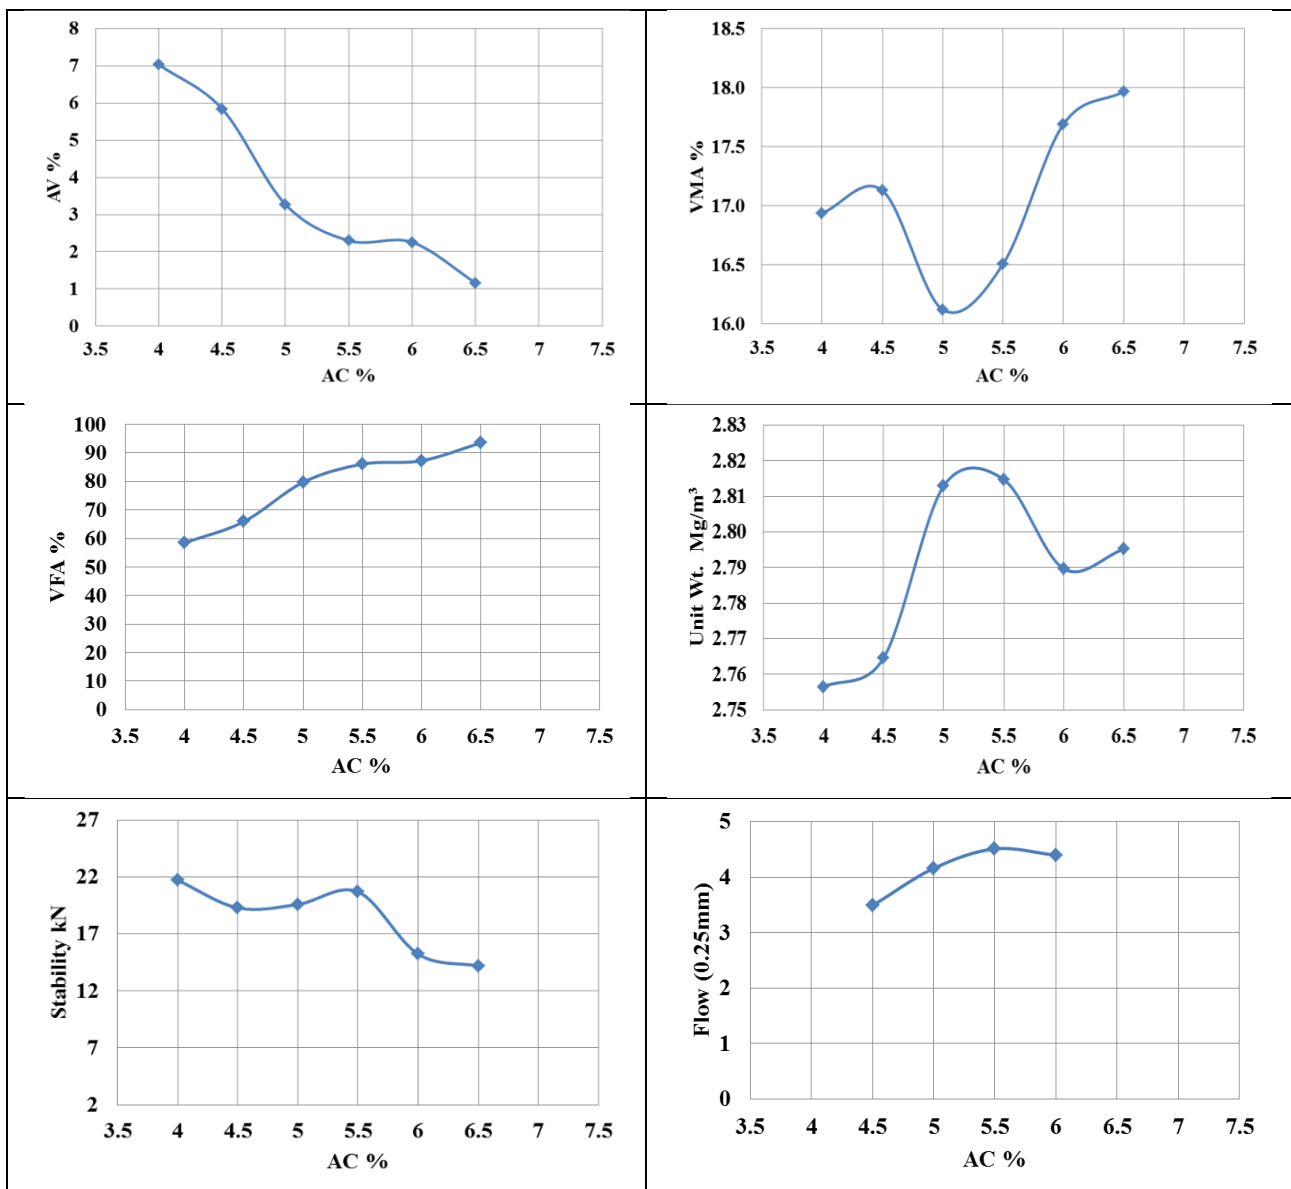 8
7
6
5
4
3
2
1
0
AV %
3.5 4 4.5 5 5.5 6 6.5 7 7.5
AC %
18.5
18.0
17.5
17.0
16.5
16.0
VMA %
3.5 4 4.5 5 5.5 6 6.5 7 7.5
AC %
100
90
80
70
60
50
40
30
20
10
0
VFA %
3.5 4 4.5 5 5.5 6 6.5 7 7.5
AC %
2.83
2.82
2.81
2.80
2.79
2.78
2.77
2.76
2.75
Unit Wt. Mg/m³
3.5 4 4.5 5 5.5 6 6.5 7 7.5
AC %
27
22
17
12
7
2
Stability kN
3.5 4 4.5 5 5.5 6 6.5 7 7.5
AC %
5
4
3
2
1
0
Flow (0.25mm)
3.5 4 4.5 5 5.5 6 6.5 7 7.5
AC %